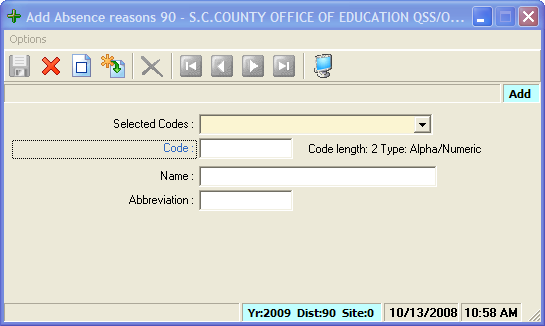 Add Absence reasons 90 - S.C.COUNTY OFFICE OF EDUCATION QSS/O...
Options
Add
Selected Codes :
Code : Code length: 2 Type: Alpha/Numeric
Name :
Abbreviation :
Yr:2009 Dist:90 Site:0 10/13/2008 10:58 AM